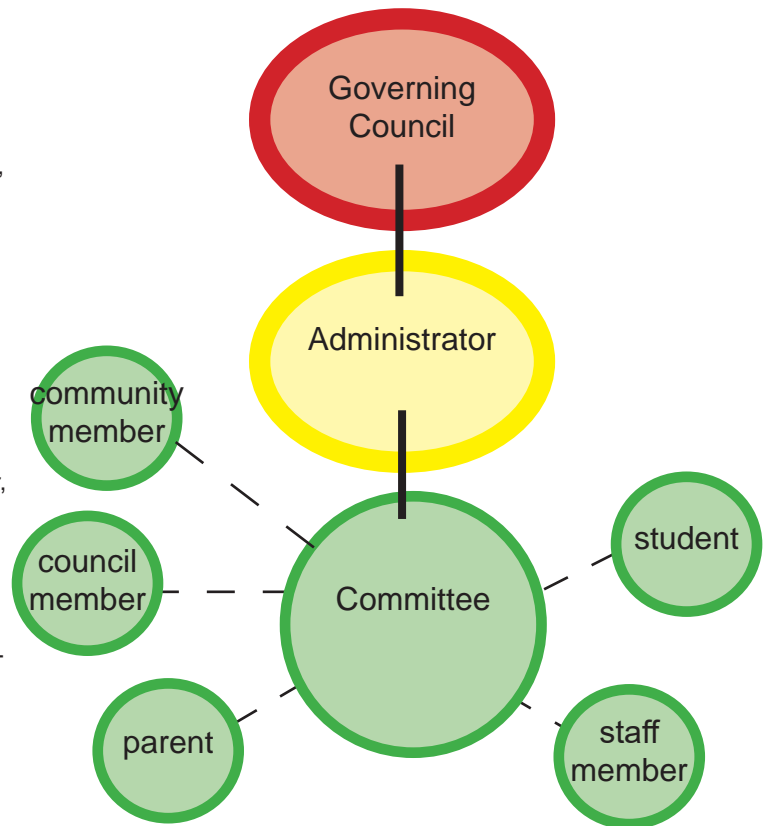 Governing
Council
Administrator
community
member
council
member
Committee
student
parent
staff
member